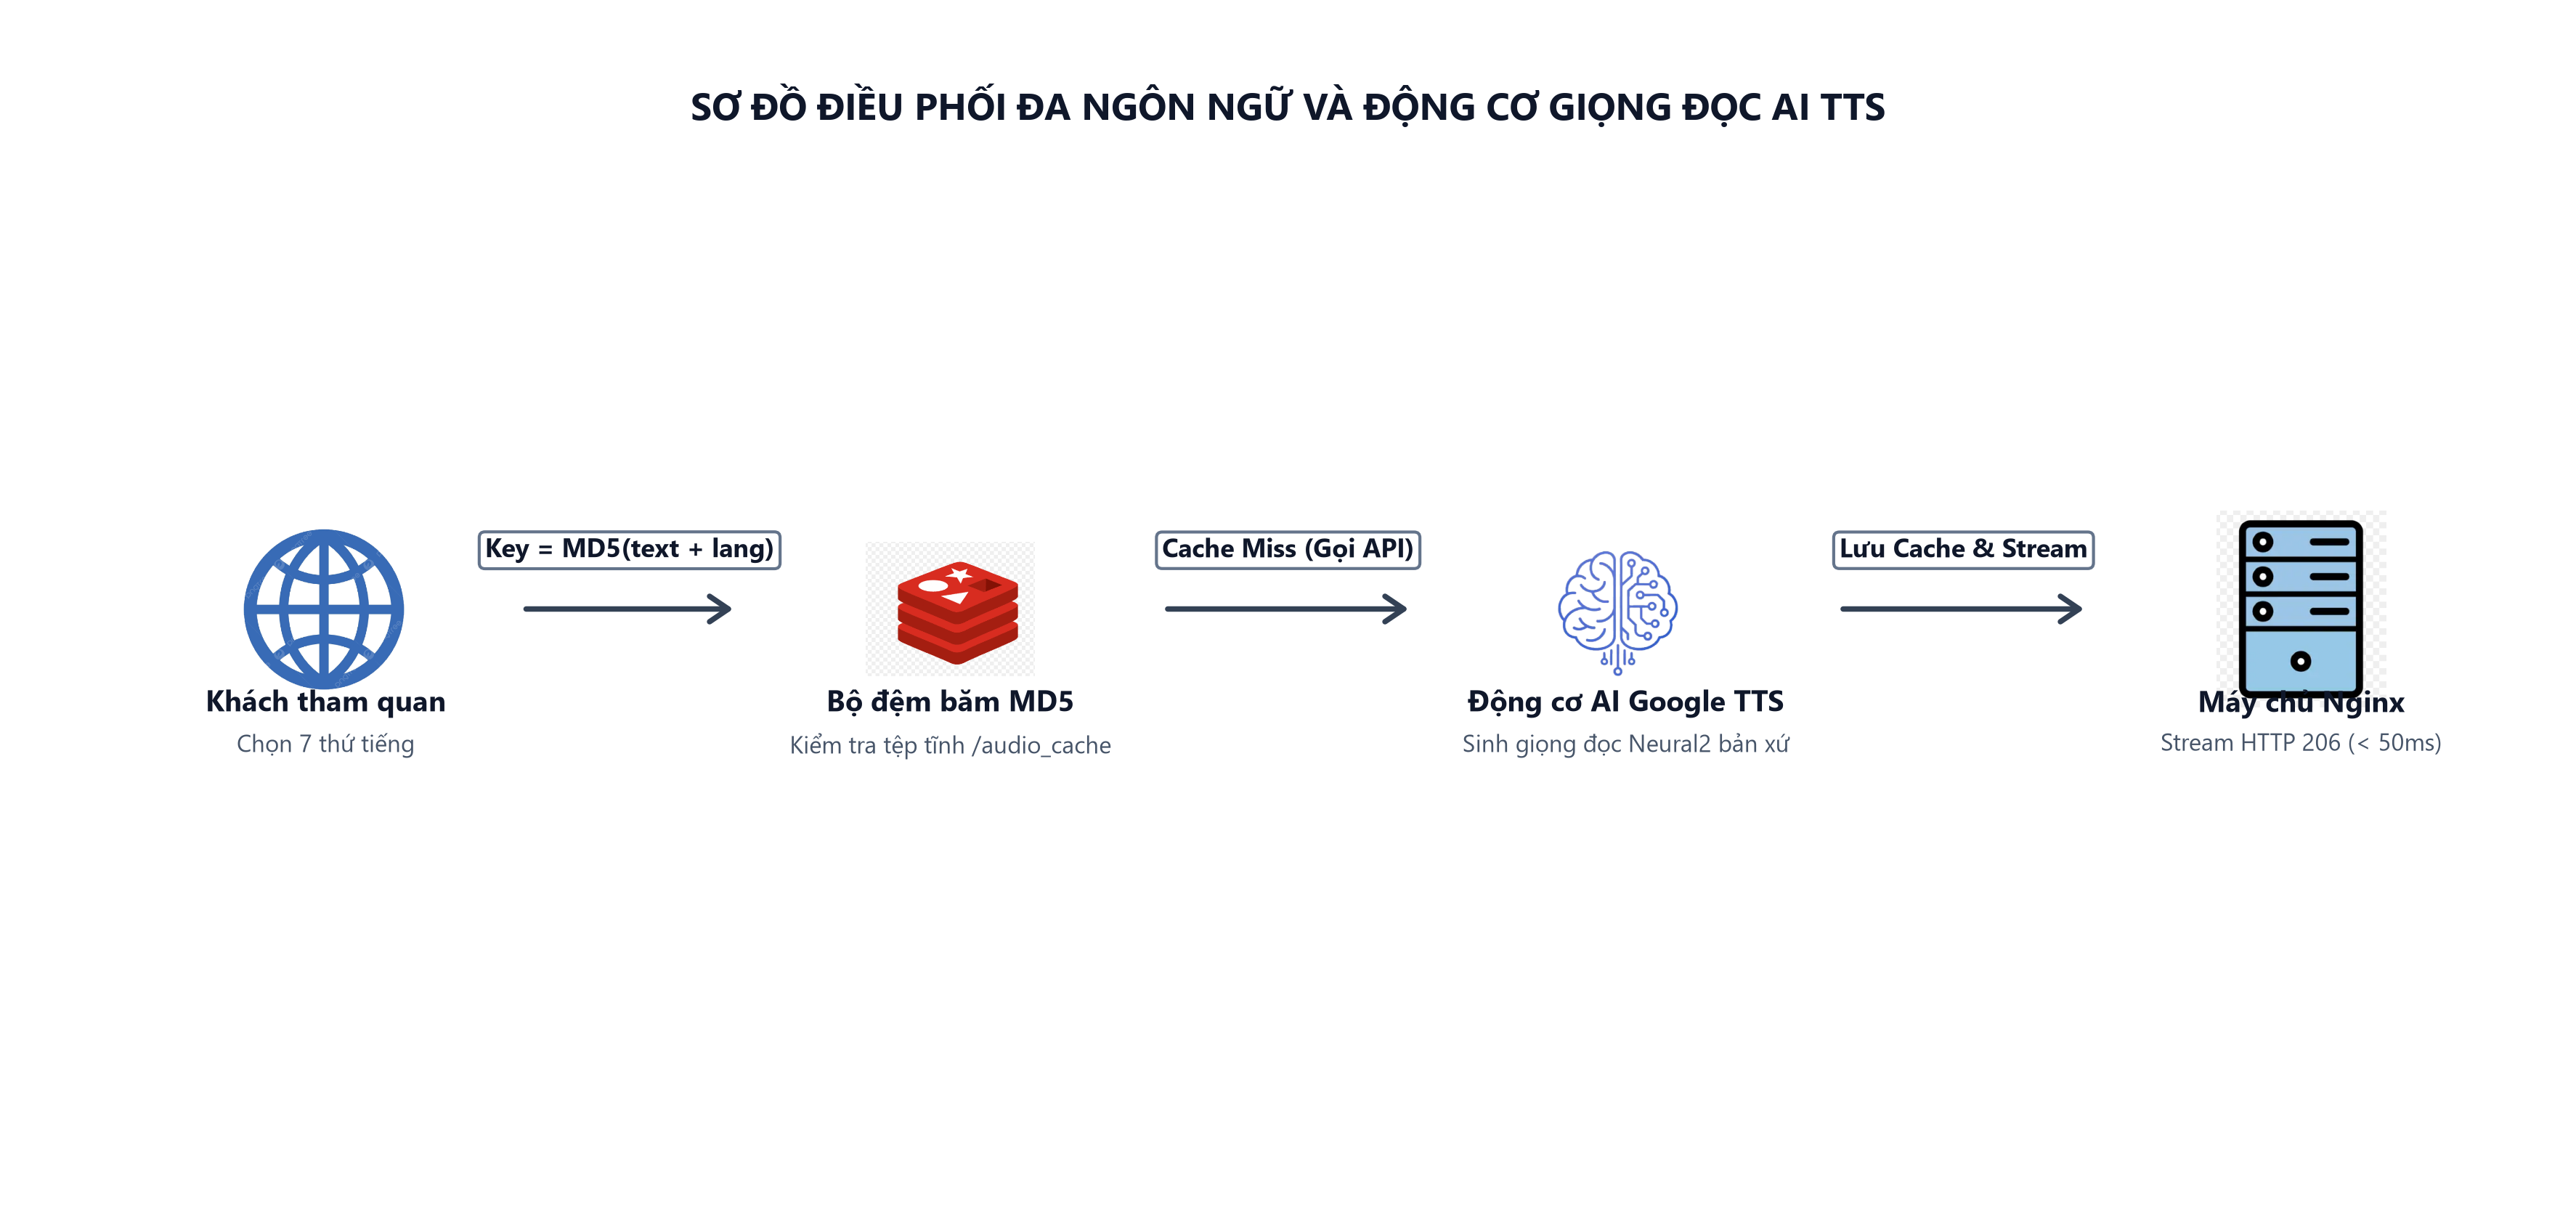 SƠ ĐỒ ĐIỀU PHỐI ĐA NGÔN NGỮ VÀ ĐỘNG CƠ GIỌNG ĐỌC AI TTS
Key = MD5(text + lang)
Cache Miss (Gọi API)
Lưu Cache & Stream
Khách tham quan
Chọn 7 thứ tiếng
Bộ đệm băm MD5
Kiểm tra tệp tĩnh /audio_cache
Động cơ AI Google TTS
Sinh giọng đọc Neural2 bản xứ
Máy chủ Nginx
Stream HTTP 206 (< 50ms)